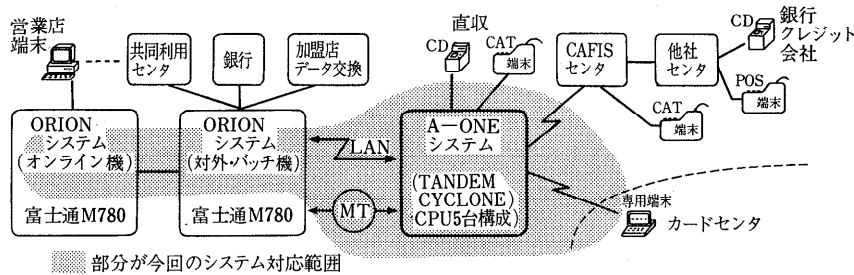 営業店
端末
共同利用
センタ
銀行
加盟店
データ交換
直収
CD
CAT
端末
CAFIS
センタ
他社
センタ
CD
銀行
クレジット
会社
POS
端末
CAT
端末
ORION
システム
(オンライン機)
富士通M780
ORION
システム
(対外・バッチ機)
富士通M780
LAN
MT
A-ONE
システム
(TANDEM
CYCLONE)
CPU5台構成)
専用端末
カードセンタ
部分が今回のシステム対応範囲